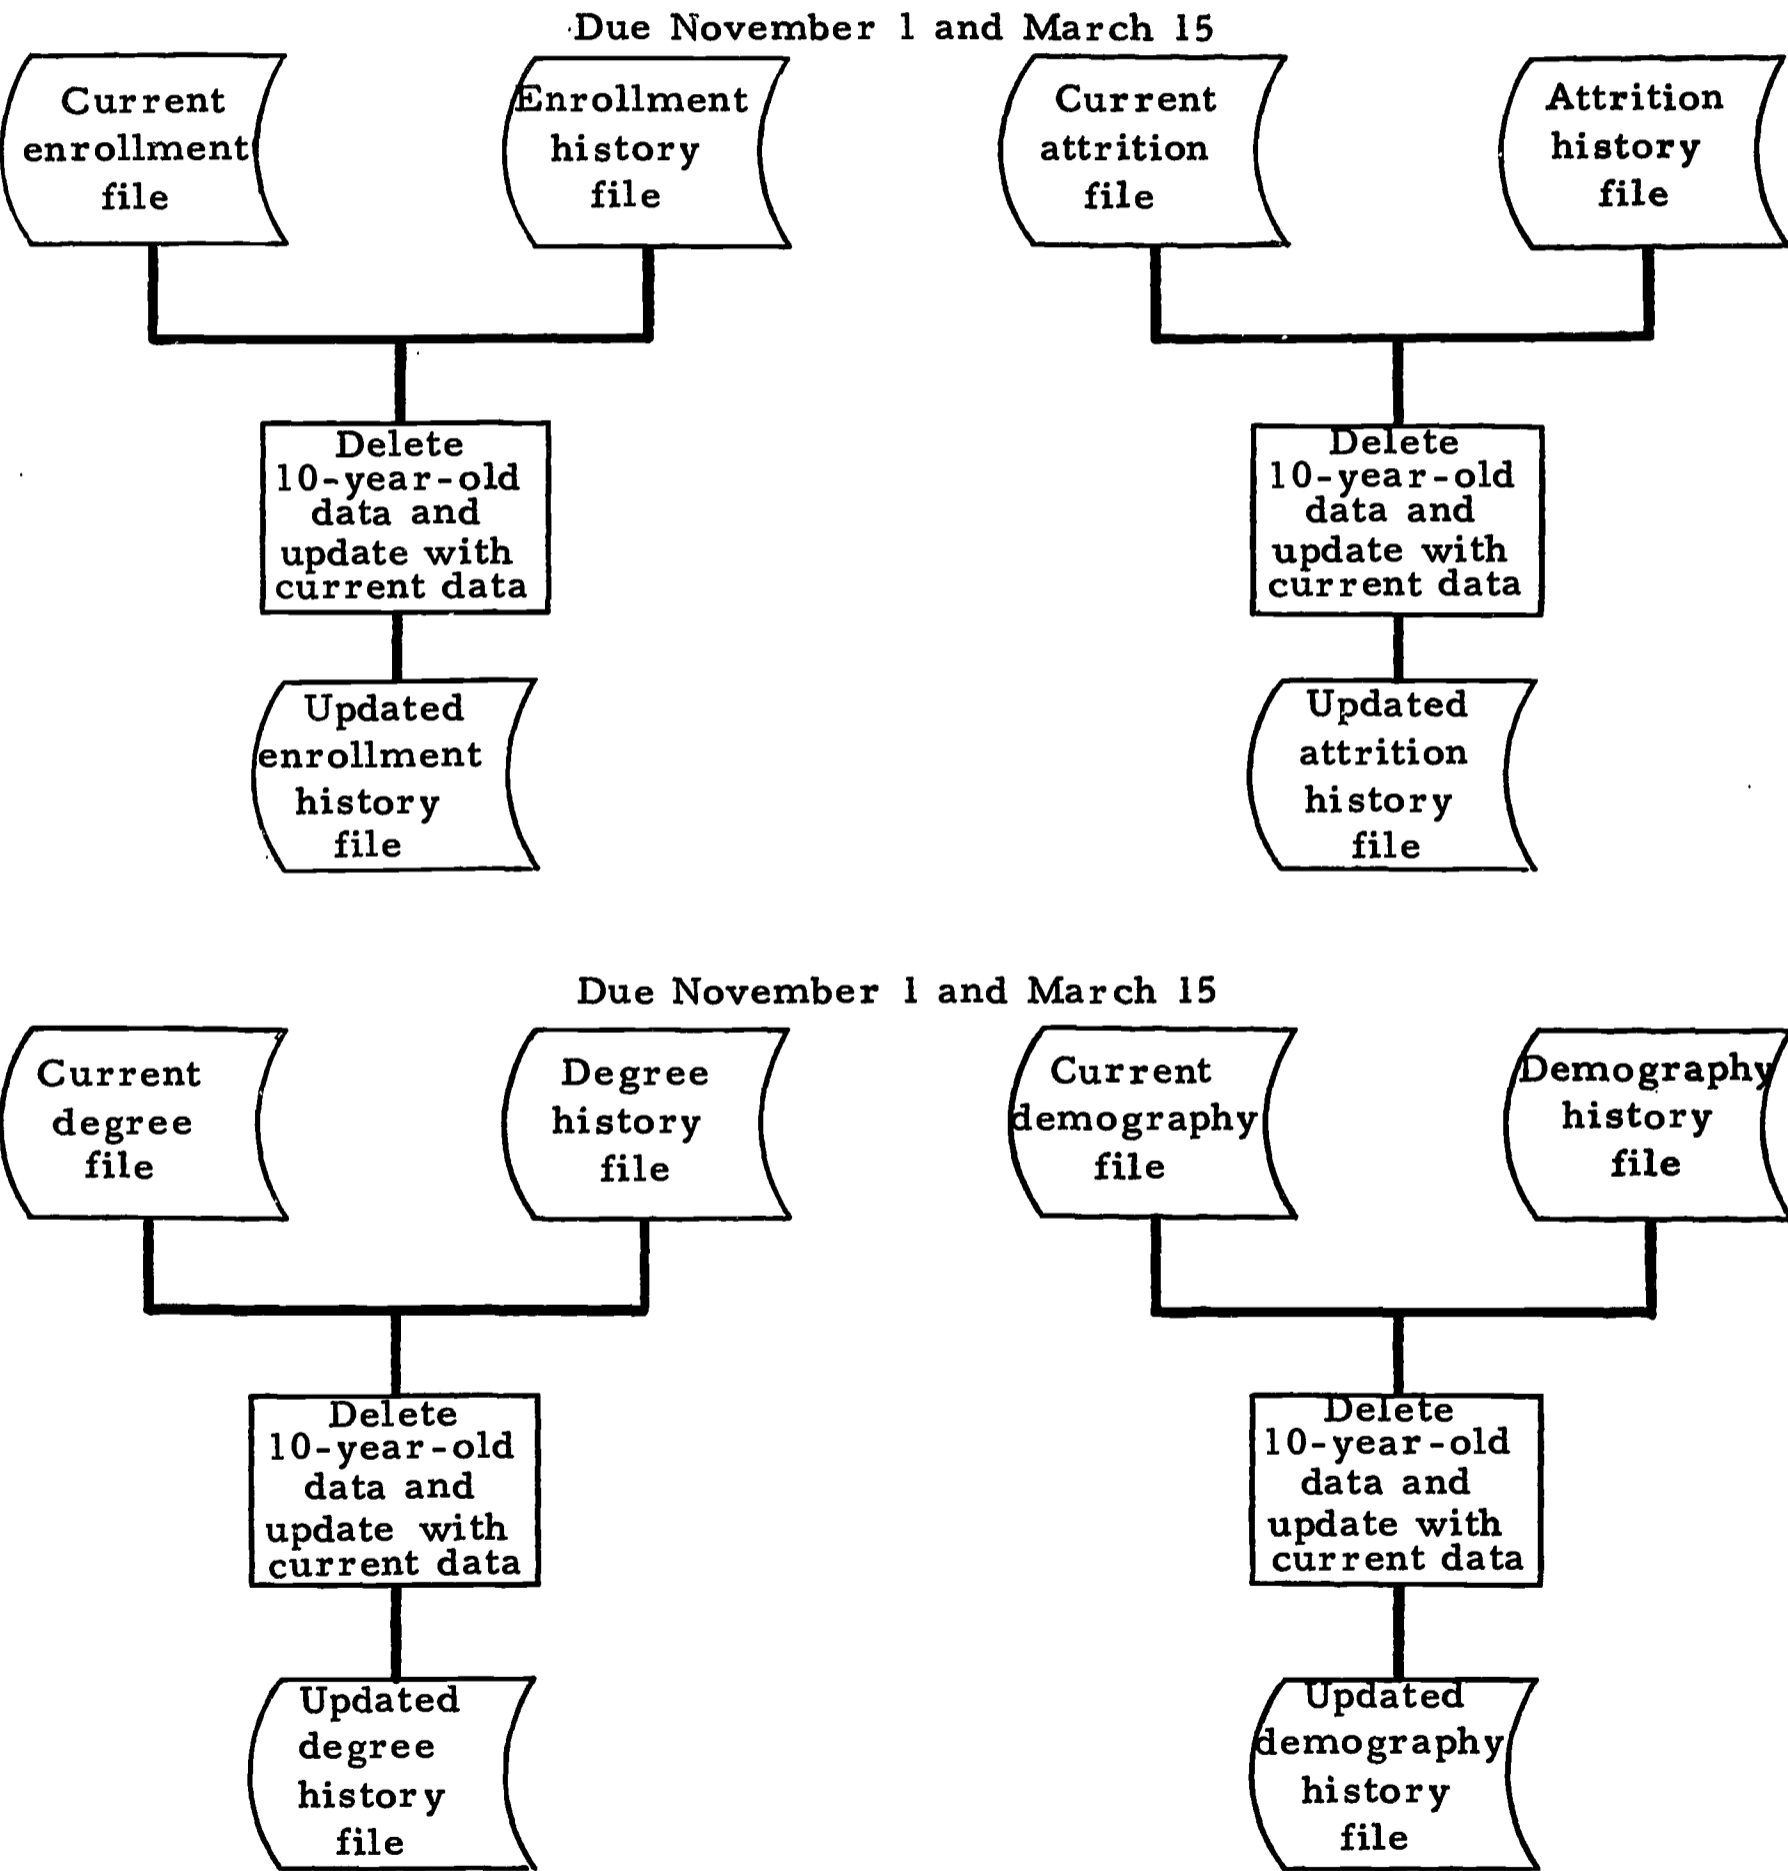 Due November 1 and March 15
Current
enrollment
file
Enrollment
history
file
Current
attrition
file
Attrition
history
file
Delete
10-year-old
data and
update with
current data
Delete
10-year-old
data and
update with
current data
Updated
enrollment
history
file
Updated
attrition
history
file
Due November 1 and March 15
Current
degree
file
Degree
history
file
Current
demography
file
Demography
history
file
Delete
10-year-old
data and
update with
current data
Delete
10-year-old
data and
update with
current data
Updated
degree
history
file
Updated
demography
history
file